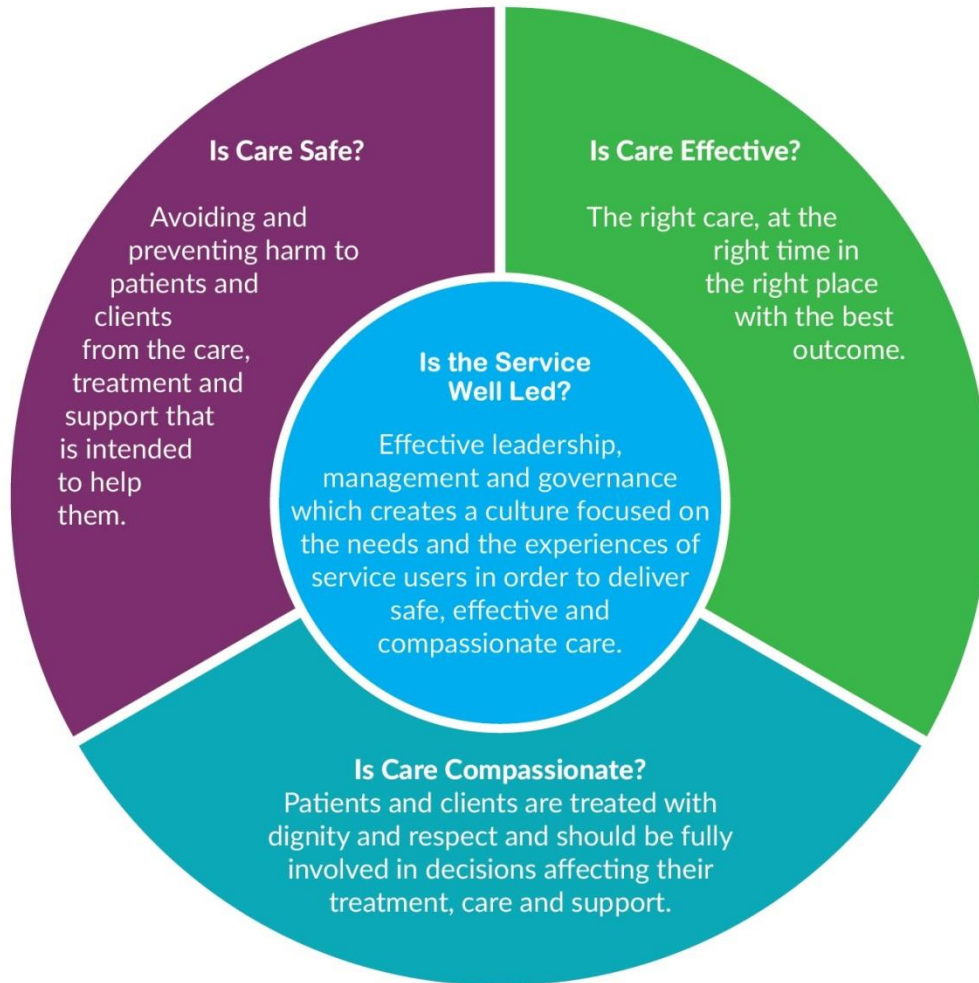 Is Care Safe?
Avoiding and
preventing harm to
patients and
clients
from the care,
treatment and
support that
is intended
to help
them.
Is Care Effective?
The right care, at the
right time in
the right place
with the best
outcome.
Is the Service
Well Led?
Effective leadership,
management and governance
which creates a culture focused on
the needs and the experiences of
service users in order to deliver
safe, effective and
compassionate care.
Is Care Compassionate?
Patients and clients are treated with
dignity and respect and should be fully
involved in decisions affecting their
treatment, care and support.